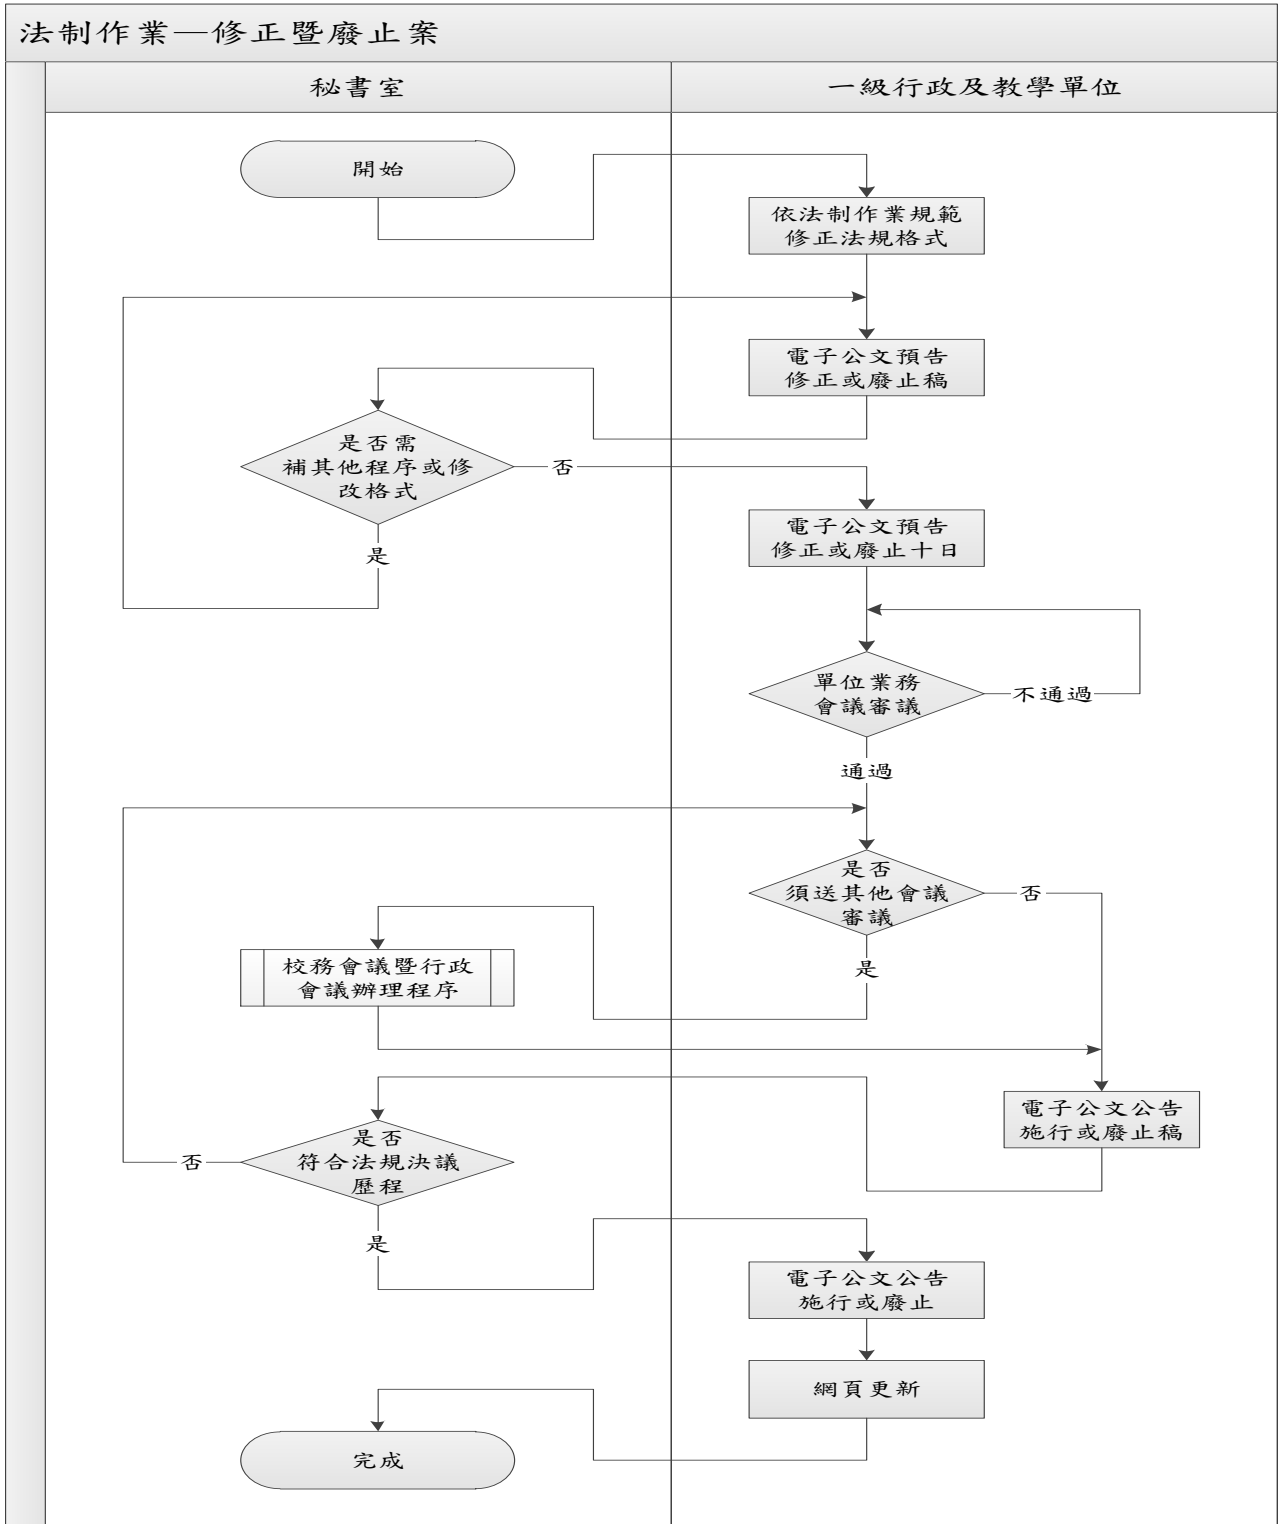 法制作業—修正暨廢止案
秘書室
一級行政及教學單位
開始
依法制作業規範
修正法規格式
電子公文預告
修正或廢止稿
是否需
補其他程序或修
改格式
否
是
電子公文預告
修正或廢止十日
單位業務
會議審議
不通過
通過
是否
須送其他會議
審議
否
是
校務會議暨行政
會議辦理程序
電子公文公告
施行或廢止稿
是否
符合法規決議
歷程
否
是
電子公文公告
施行或廢止
網頁更新
完成